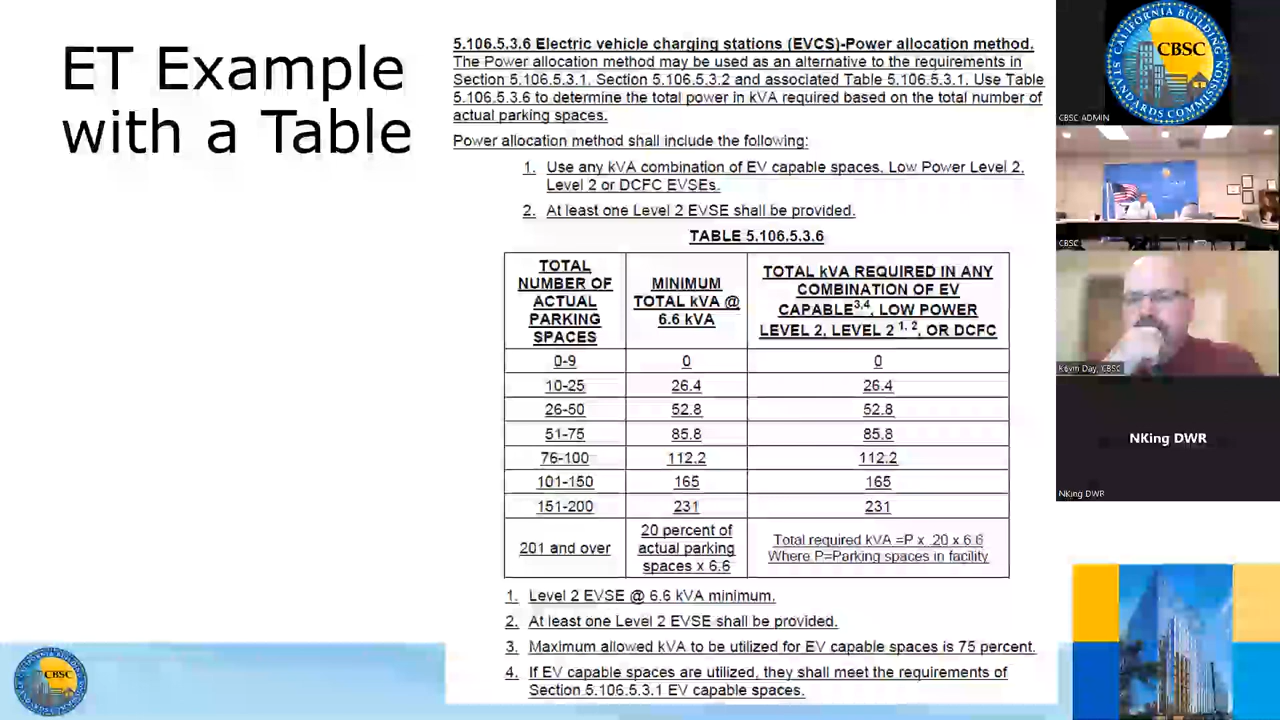 ET Example
with a Table
5.106.5.3.6 Electric vehicle charging stations (EVCS)-Power allocation method.
The Power allocation method may be used as an alternative to the requirements in
Section 5.106.5.3.1, Section 5.106.5.3.2 and associated Table 5.106.5.3.1. Use Table
5.106.5.3.6 to determine the total power in kVA required based on the total number of
actual parking spaces.
Power allocation method shall include the following:
1. Use any kVA combination of EV capable spaces, Low Power Level 2,
Level 2 or DCFC EVSEs.
2. At least one Level 2 EVSE shall be provided.
TABLE 5.106.5.3.6
TOTAL
NUMBER OF
ACTUAL
PARKING
SPACES
MINIMUM
TOTAL kVA @
6.6 kVA
TOTAL kVA REQUIRED IN ANY
COMBINATION OF EV
CAPABLE3,4, LOW POWER
LEVEL 2, LEVEL 2 1, 2, OR DCFC
0-9 0 0
10-25 26.4 26.4
26-50 52.8 52.8
51-75 85.8 85.8
76-100 112.2 112.2
101-150 165 165
151-200 231 231
201 and over
20 percent of
actual parking
spaces x 6.6
Total required kVA =P x .20 x 6.6
Where P=Parking spaces in facility
1. Level 2 EVSE @ 6.6 kVA minimum.
2. At least one Level 2 EVSE shall be provided.
3. Maximum allowed kVA to be utilized for EV capable spaces is 75 percent.
4. If EV capable spaces are utilized, they shall meet the requirements of
Section 5.106.5.3.1 EV capable spaces.
CALIFORNIA BUILDING
STANDARDS COMMISSION
CBSC
CBSC ADMIN
CBSC
Kevin Day, CBSC
NKing DWR
NKing DWR
CBSC